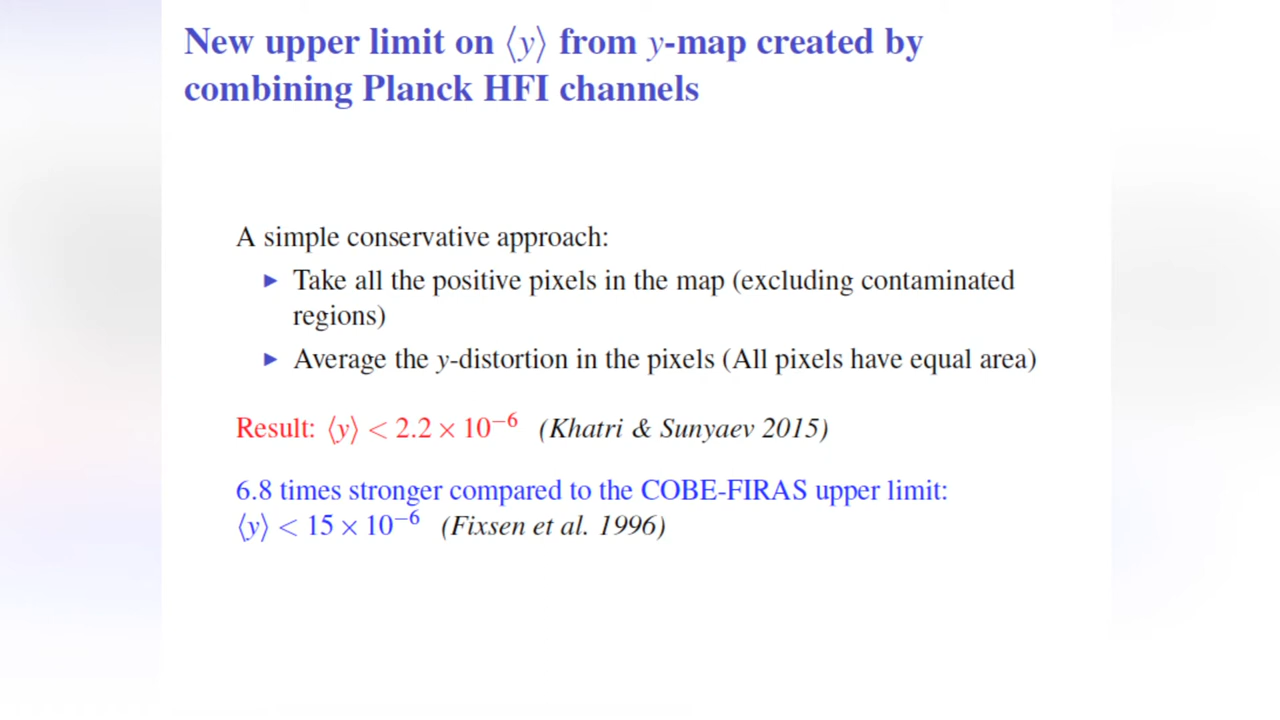 New upper limit on ⟨y⟩ from y-map created by
combining Planck HFI channels
A simple conservative approach:
▶ Take all the positive pixels in the map (excluding contaminated
regions)
▶ Average the y-distortion in the pixels (All pixels have equal area)
Result: ⟨y⟩ < 2.2 × 10⁻⁶ (Khatri & Sunyaev 2015)
6.8 times stronger compared to the COBE-FIRAS upper limit:
⟨y⟩ < 15 × 10⁻⁶ (Fixsen et al. 1996)